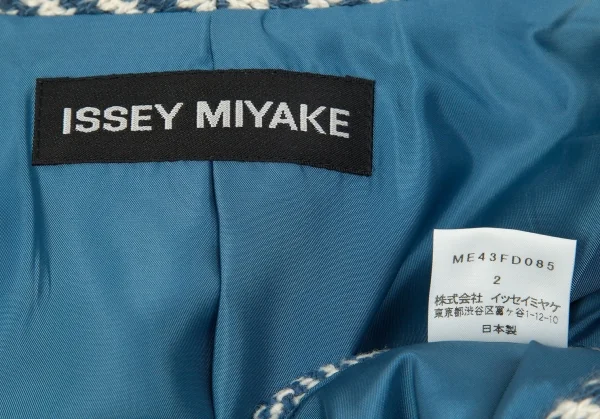 ISSEY MIYAKE
ME43FD085
2
株式会社 イッセイミヤケ
東京都渋谷区富ヶ谷1-12-10
日本製